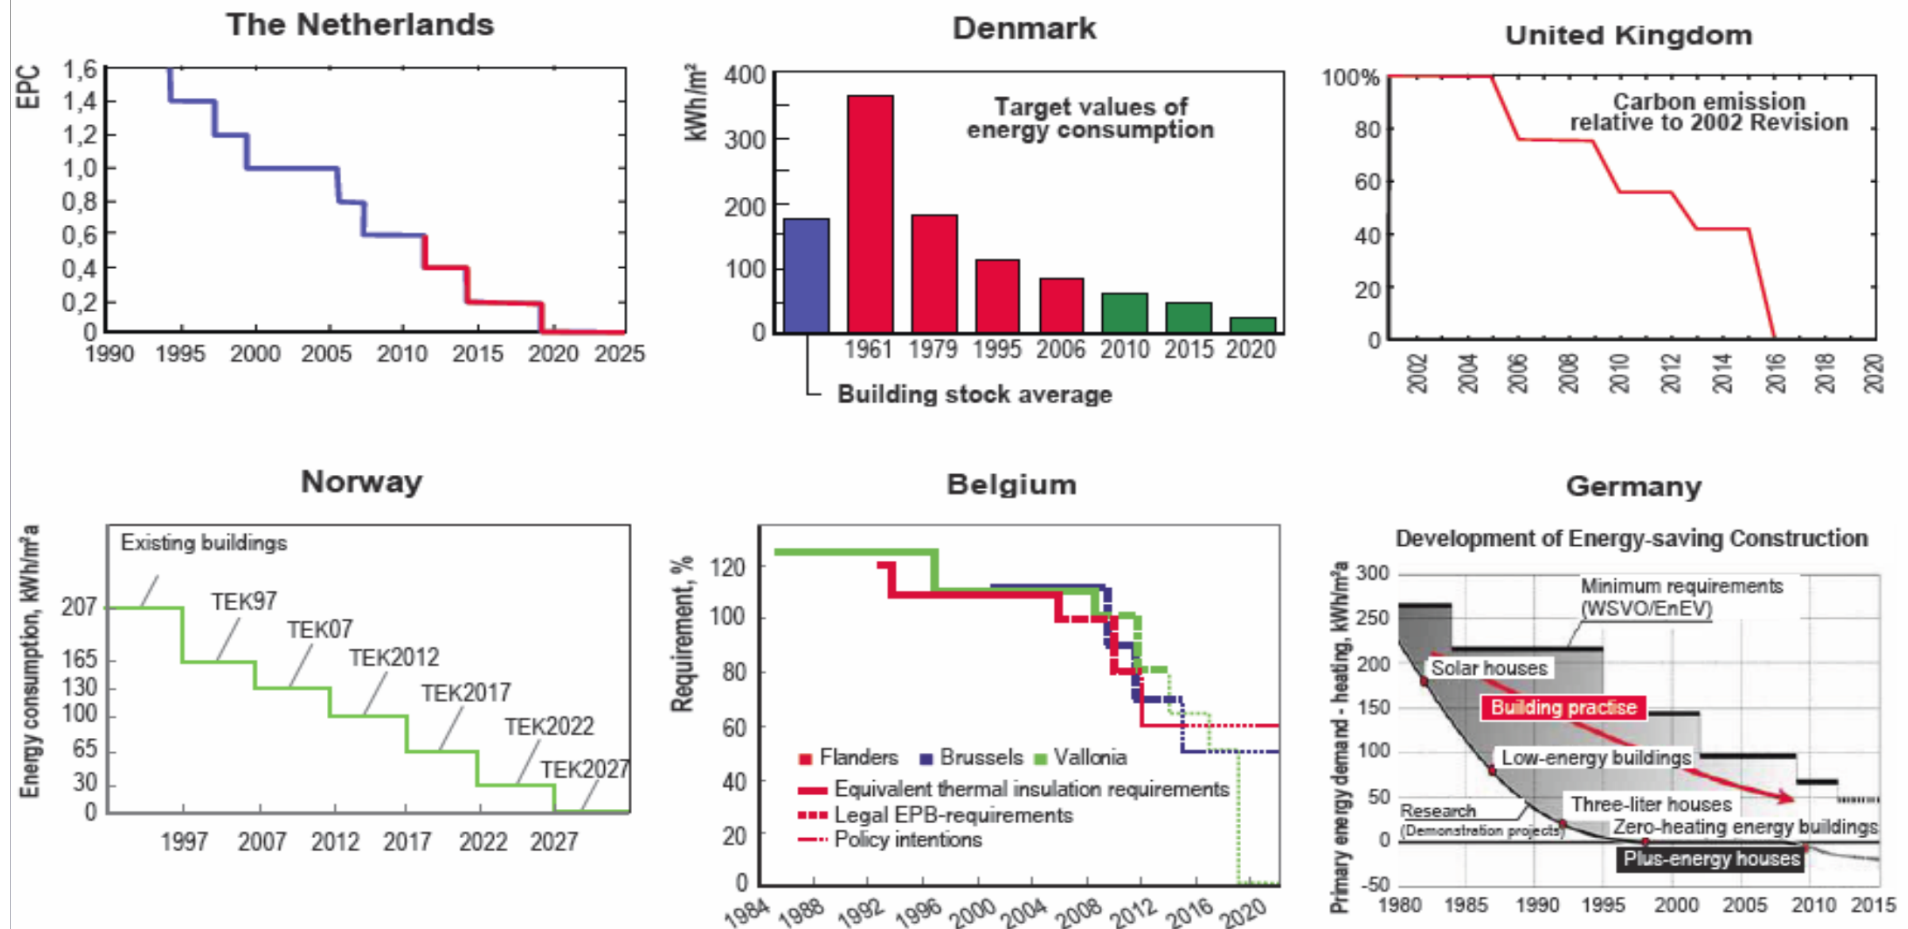 The Netherlands
EPC
1,6
1,4
1,2
1,0
0,8
0,6
0,4
0,2
0
1990 1995 2000 2005 2010 2015 2020 2025
Denmark
kWh/m²
400
300
200
100
0
Target values of
energy consumption
1961 1979 1995 2006 2010 2015 2020
Building stock average
United Kingdom
100%
80
60
40
20
0
Carbon emission
relative to 2002 Revision
2002 2004 2006 2008 2010 2012 2014 2016 2018 2020
Norway
Energy consumption, kWh/m²a
Existing buildings
207
165
130
100
65
30
0
TEK97
TEK07
TEK2012
TEK2017
TEK2022
TEK2027
1997 2007 2012 2017 2022 2027
Belgium
Requirement, %
120
100
80
60
40
20
0
Flanders Brussels Vallonia
Equivalent thermal insulation requirements
Legal EPB-requirements
Policy intentions
1984 1988 1992 1996 2000 2004 2008 2012 2016 2020
Germany
Development of Energy-saving Construction
Primary energy demand - heating, kWh/m²a
300
250
200
150
100
50
0
-50
Minimum requirements
(WSVO/EnEV)
Solar houses
Building practise
Low-energy buildings
Three-liter houses
Research
(Demonstration projects)
Zero-heating energy buildings
Plus-energy houses
1980 1985 1990 1995 2000 2005 2010 2015